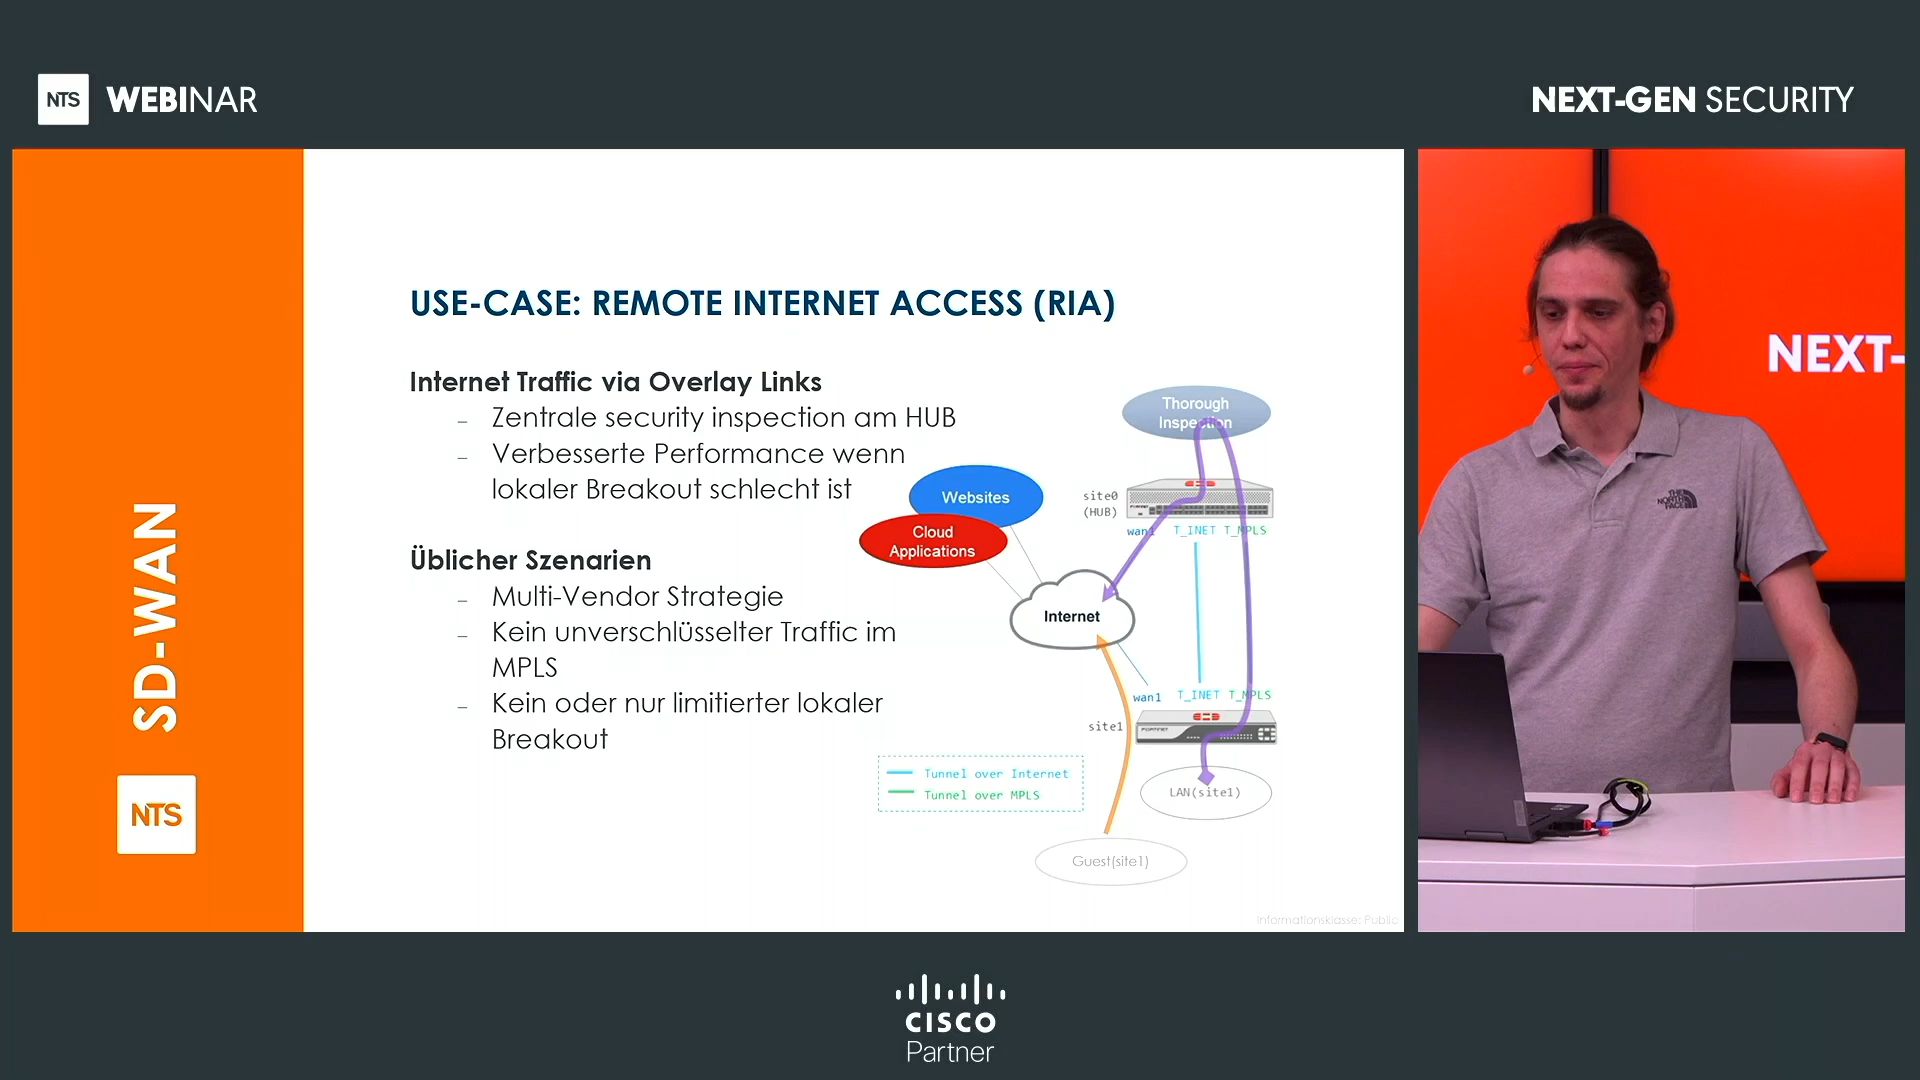 NTS WEBINAR
NEXT-GEN SECURITY
SD-WAN
NTS
USE-CASE: REMOTE INTERNET ACCESS (RIA)
Internet Traffic via Overlay Links
– Zentrale security inspection am HUB
– Verbesserte Performance wenn
lokaler Breakout schlecht ist
Üblicher Szenarien
– Multi-Vendor Strategie
– Kein unverschlüsselter Traffic im
MPLS
– Kein oder nur limitierter lokaler
Breakout
Thorough
Inspection
Websites
Cloud
Applications
site0
(HUB)
wan1 T_INET T_MPLS
Internet
wan1 T_INET T_MPLS
site1
FORTINET
Tunnel over Internet
Tunnel over MPLS
LAN(site1)
Guest(site1)
Informationsklasse: Public
NEXT-
THE
NORTH
FACE
CISCO
Partner